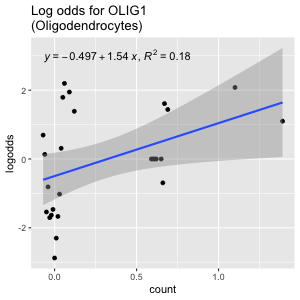 Log odds for OLIG1
(Oligodendrocytes)
y = −0.497 + 1.54 x, R² = 0.18
logodds
2
0
-2
0.0
0.5
1.0
count